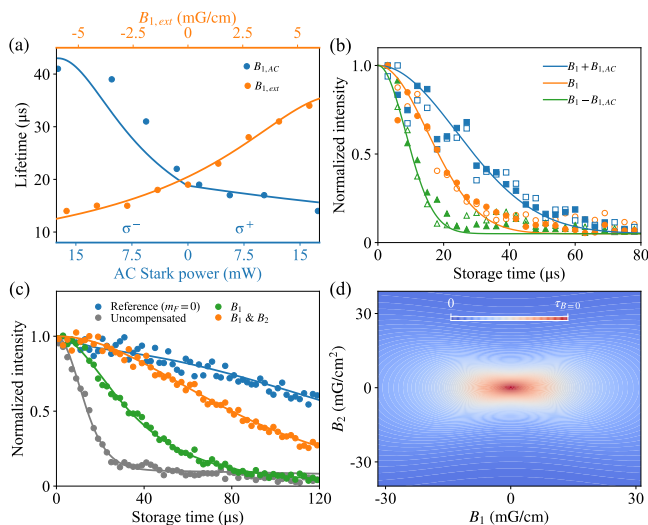 B1,ext (mG/cm)
−5 −2.5 0 2.5 5
(a)
B1,AC
B1,ext
Lifetime (μs)
40
30
20
10
σ− σ+
15 7.5 0 7.5 15
AC Stark power (mW)
(b)
B1 + B1,AC
B1
B1 − B1,AC
Normalized intensity
1.0
0.5
0.0
0 20 40 60 80
Storage time (μs)
(c)
Reference (mF = 0)
Uncompensated
B1
B1 & B2
Normalized intensity
1.0
0.5
0
0 40 80 120
Storage time (μs)
(d)
0 τB=0
B2 (mG/cm2)
30
0
-30
-30 0 30
B1 (mG/cm)